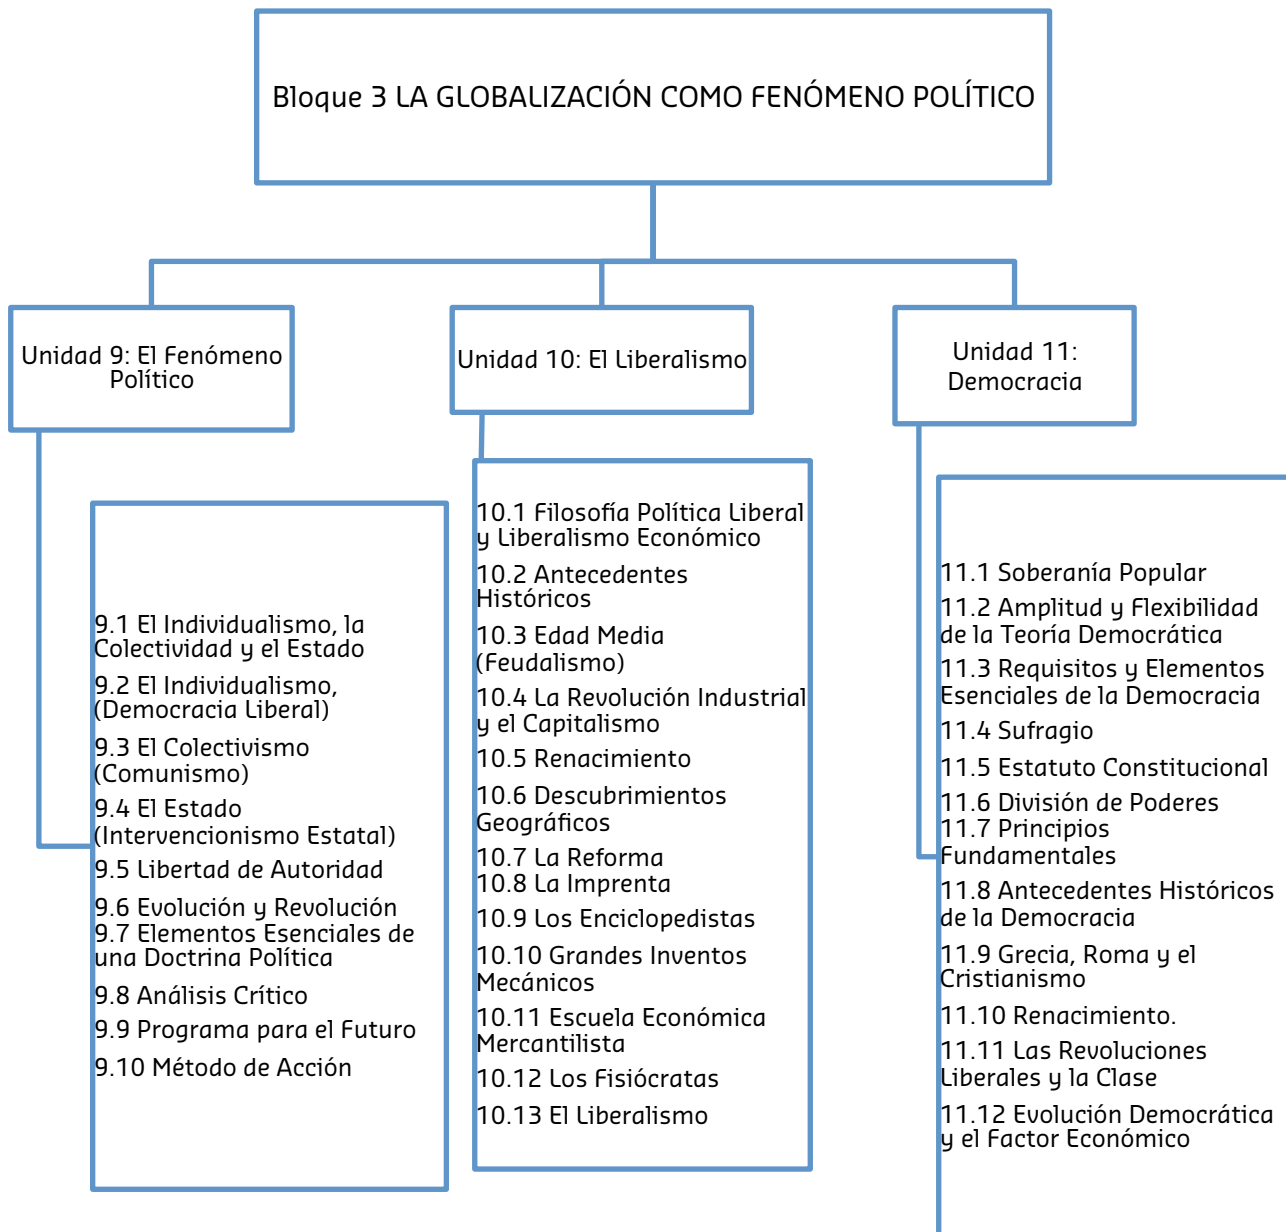 Bloque 3 LA GLOBALIZACIÓN COMO FENÓMENO POLÍTICO
Unidad 9: El Fenómeno
Político
Unidad 10: El Liberalismo
Unidad 11:
Democracia
9.1 El Individualismo, la
Colectividad y el Estado
9.2 El Individualismo,
(Democracia Liberal)
9.3 El Colectivismo
(Comunismo)
9.4 El Estado
(Intervencionismo Estatal)
9.5 Libertad de Autoridad
9.6 Evolución y Revolución
9.7 Elementos Esenciales de
una Doctrina Política
9.8 Análisis Crítico
9.9 Programa para el Futuro
9.10 Método de Acción
10.1 Filosofía Política Liberal
y Liberalismo Económico
10.2 Antecedentes
Históricos
10.3 Edad Media
(Feudalismo)
10.4 La Revolución Industrial
y el Capitalismo
10.5 Renacimiento
10.6 Descubrimientos
Geográficos
10.7 La Reforma
10.8 La Imprenta
10.9 Los Enciclopedistas
10.10 Grandes Inventos
Mecánicos
10.11 Escuela Económica
Mercantilista
10.12 Los Fisiócratas
10.13 El Liberalismo
11.1 Soberanía Popular
11.2 Amplitud y Flexibilidad
de la Teoría Democrática
11.3 Requisitos y Elementos
Esenciales de la Democracia
11.4 Sufragio
11.5 Estatuto Constitucional
11.6 División de Poderes
11.7 Principios
Fundamentales
11.8 Antecedentes Históricos
de la Democracia
11.9 Grecia, Roma y el
Cristianismo
11.10 Renacimiento.
11.11 Las Revoluciones
Liberales y la Clase
11.12 Evolución Democrática
y el Factor Económico